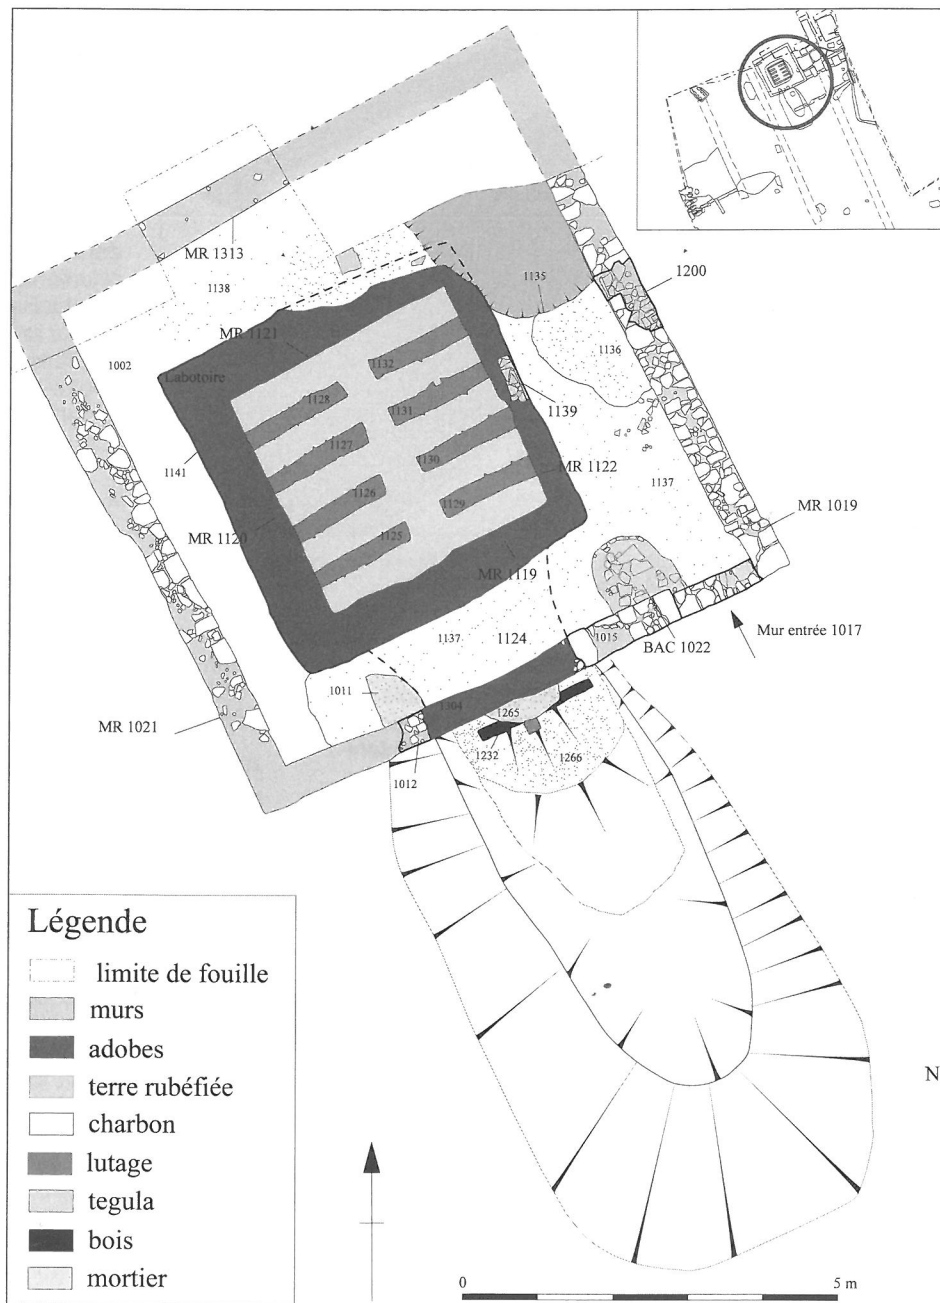 MR 1313
1138
1135
1200
MR 1121
1136
1002
1132
Labotoire
1128
1131
1139
1127
1130
MR 1122
1141
1137
1126
1129
MR 1019
MR 1120
1125
MR 1119
1137
1124
1015
Mur entrée 1017
BAC 1022
1011
MR 1021
1304
1265
1232
1266
1012
Légende
limite de fouille
murs
adobes
terre rubéfiée
charbon
lutage
tegula
bois
mortier
N
0
5 m